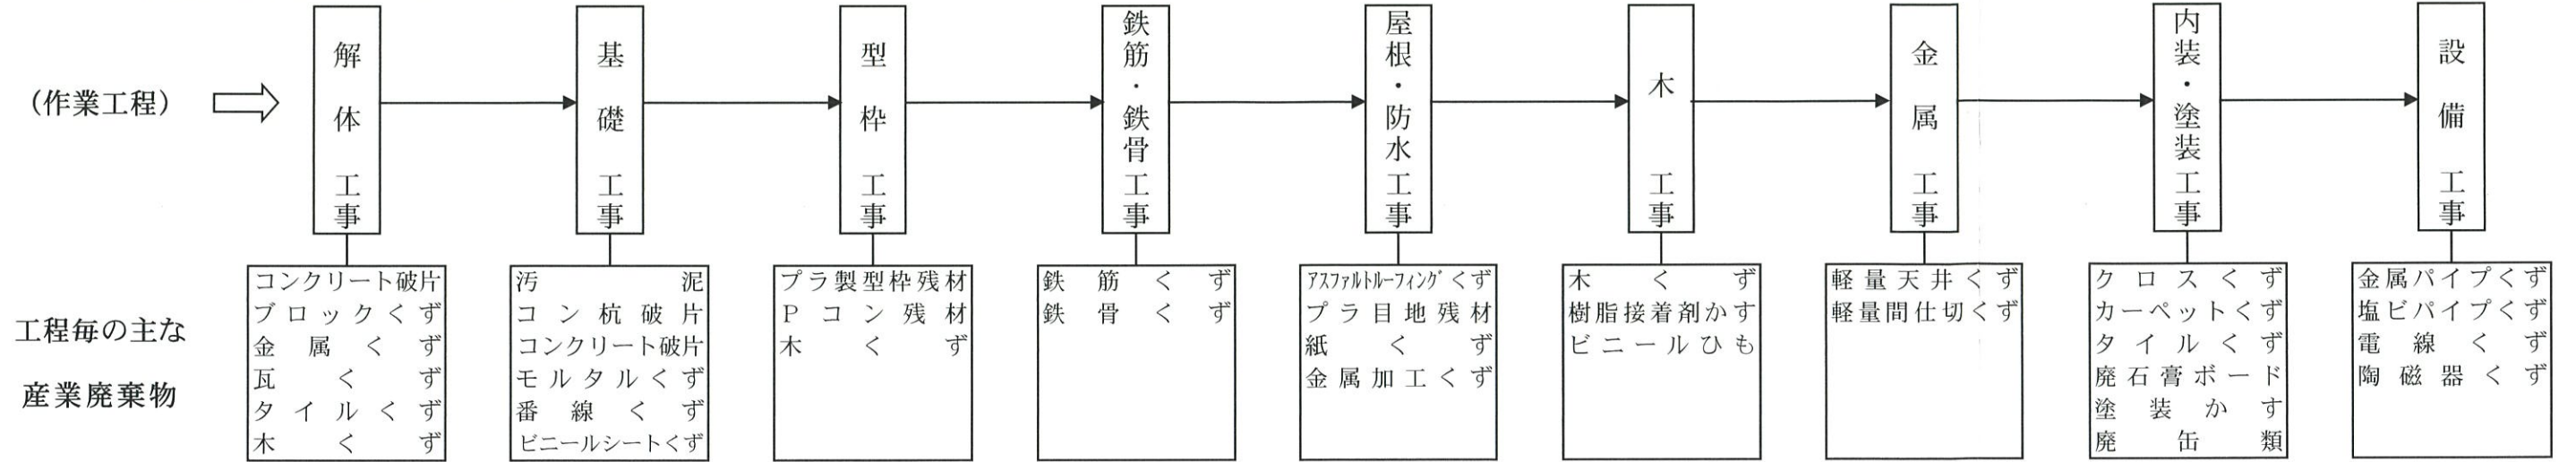 (作業工程)
解体工事
基礎工事
型枠工事
鉄筋・鉄骨工事
屋根・防水工事
木工事
金属工事
内装・塗装工事
設備工事
工程毎の主な
産業廃棄物
コンクリート破片
ブロックくず
金属くず
瓦くず
タイルくず
木くず
汚泥
コン杭破片
コンクリート破片
モルタルくず
番線くず
ビニールシートくず
プラ製型枠残材
Pコン残材
木くず
鉄筋くず
鉄骨くず
アスファルトルーフィングくず
プラ目地残材
紙くず
金属加工くず
木くず
樹脂接着剤かす
ビニールひも
軽量天井くず
軽量間仕切くず
クロスくず
カーペットくず
タイルくず
廃石膏ボード
塗装かす
廃缶類
金属パイプくず
塩ビパイプくず
電線くず
陶磁器くず